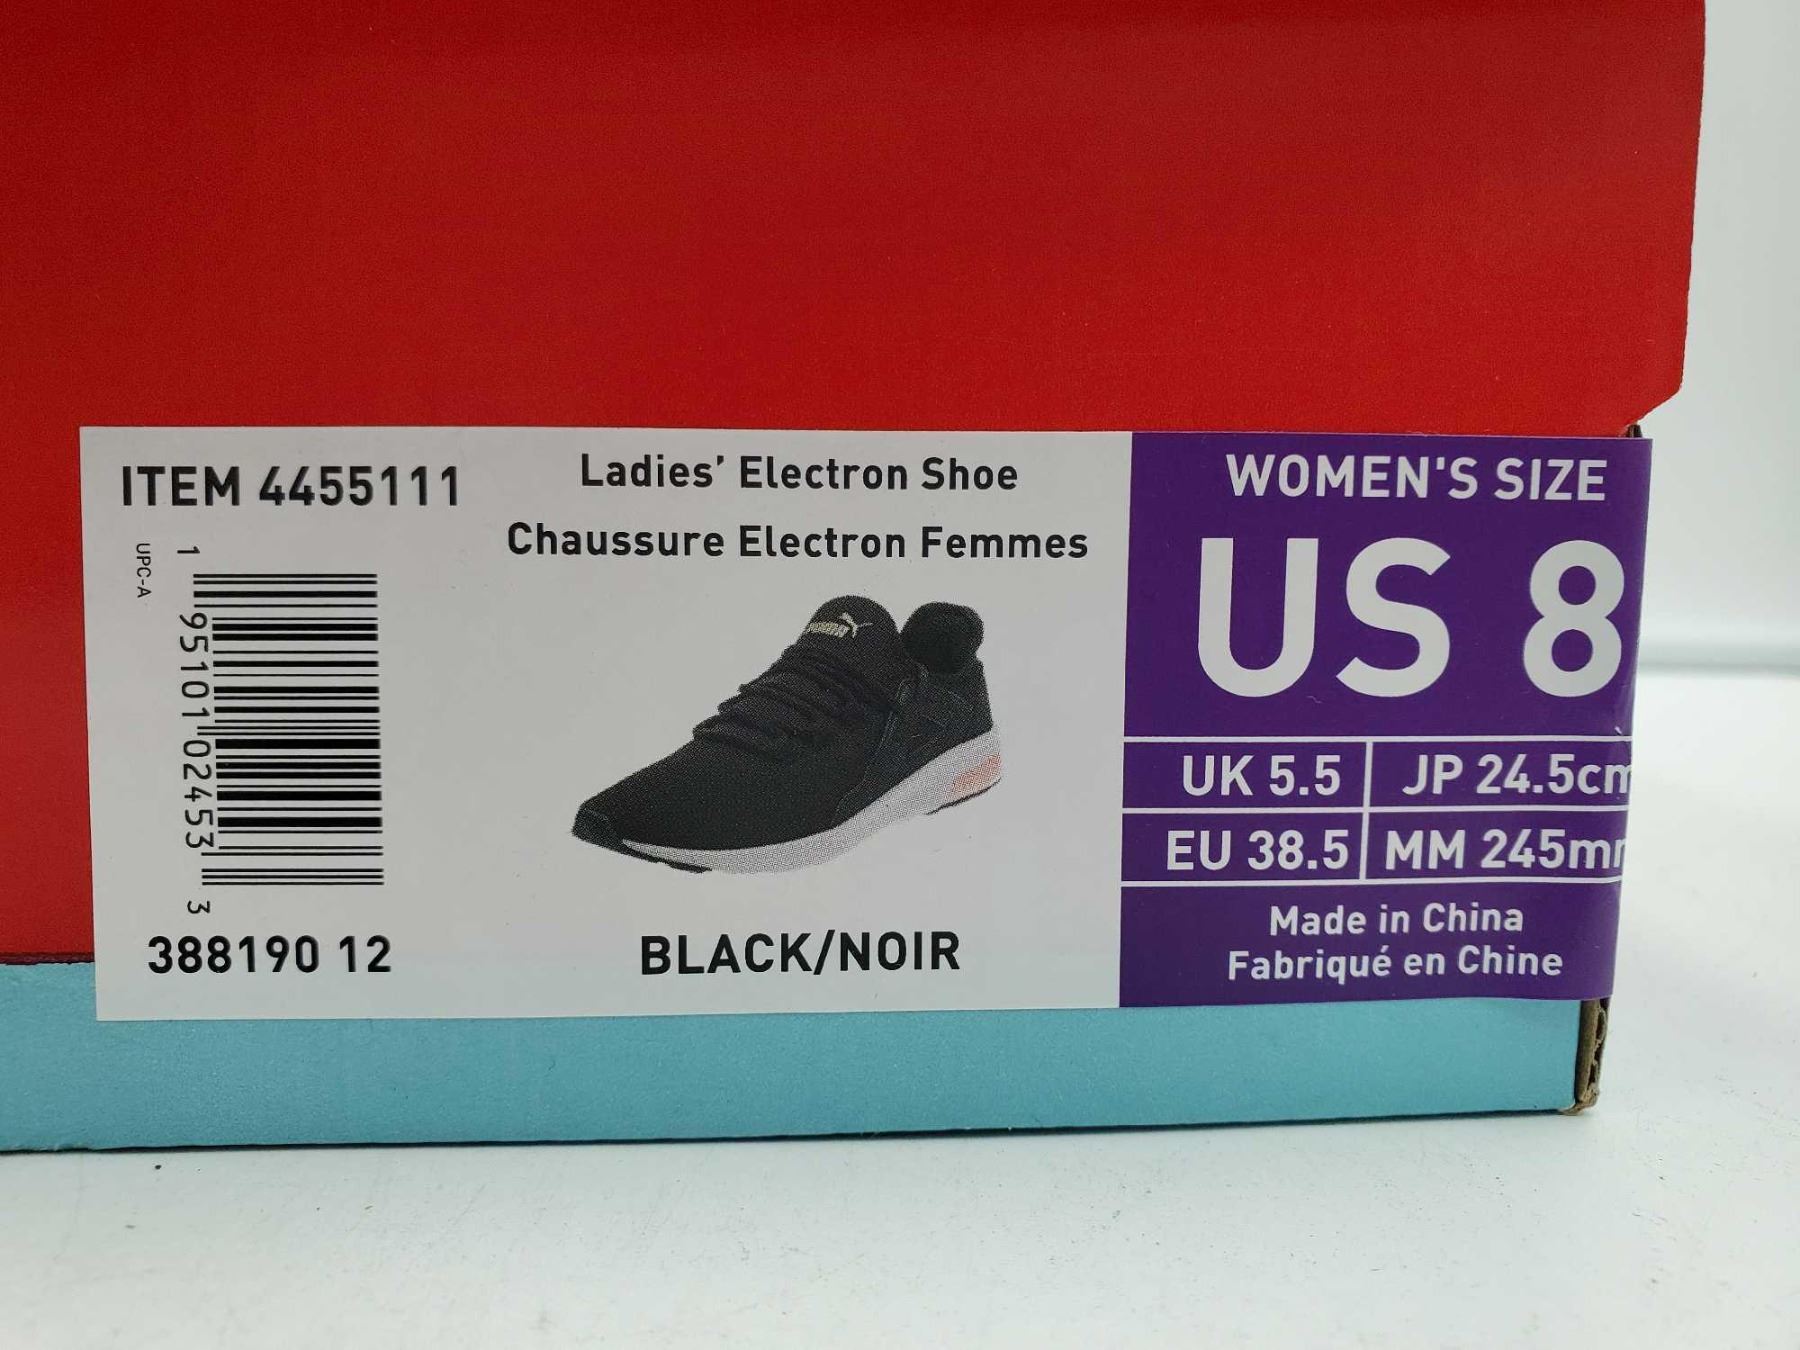 ITEM 4455111
UPC-A
1 95101 02453 3
388190 12
Ladies' Electron Shoe
Chaussure Electron Femmes
PUMA
BLACK/NOIR
WOMEN'S SIZE
US 8
UK 5.5
JP 24.5cm
EU 38.5
MM 245mm
Made in China
Fabriqué en Chine